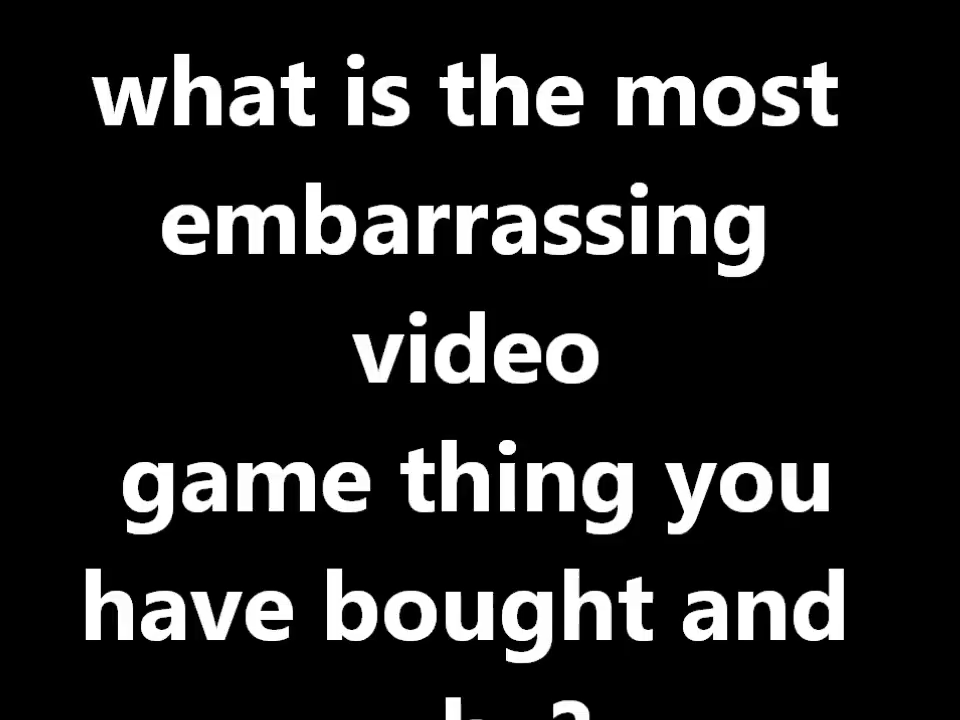 what is the most
embarrassing
video
game thing you
have bought and